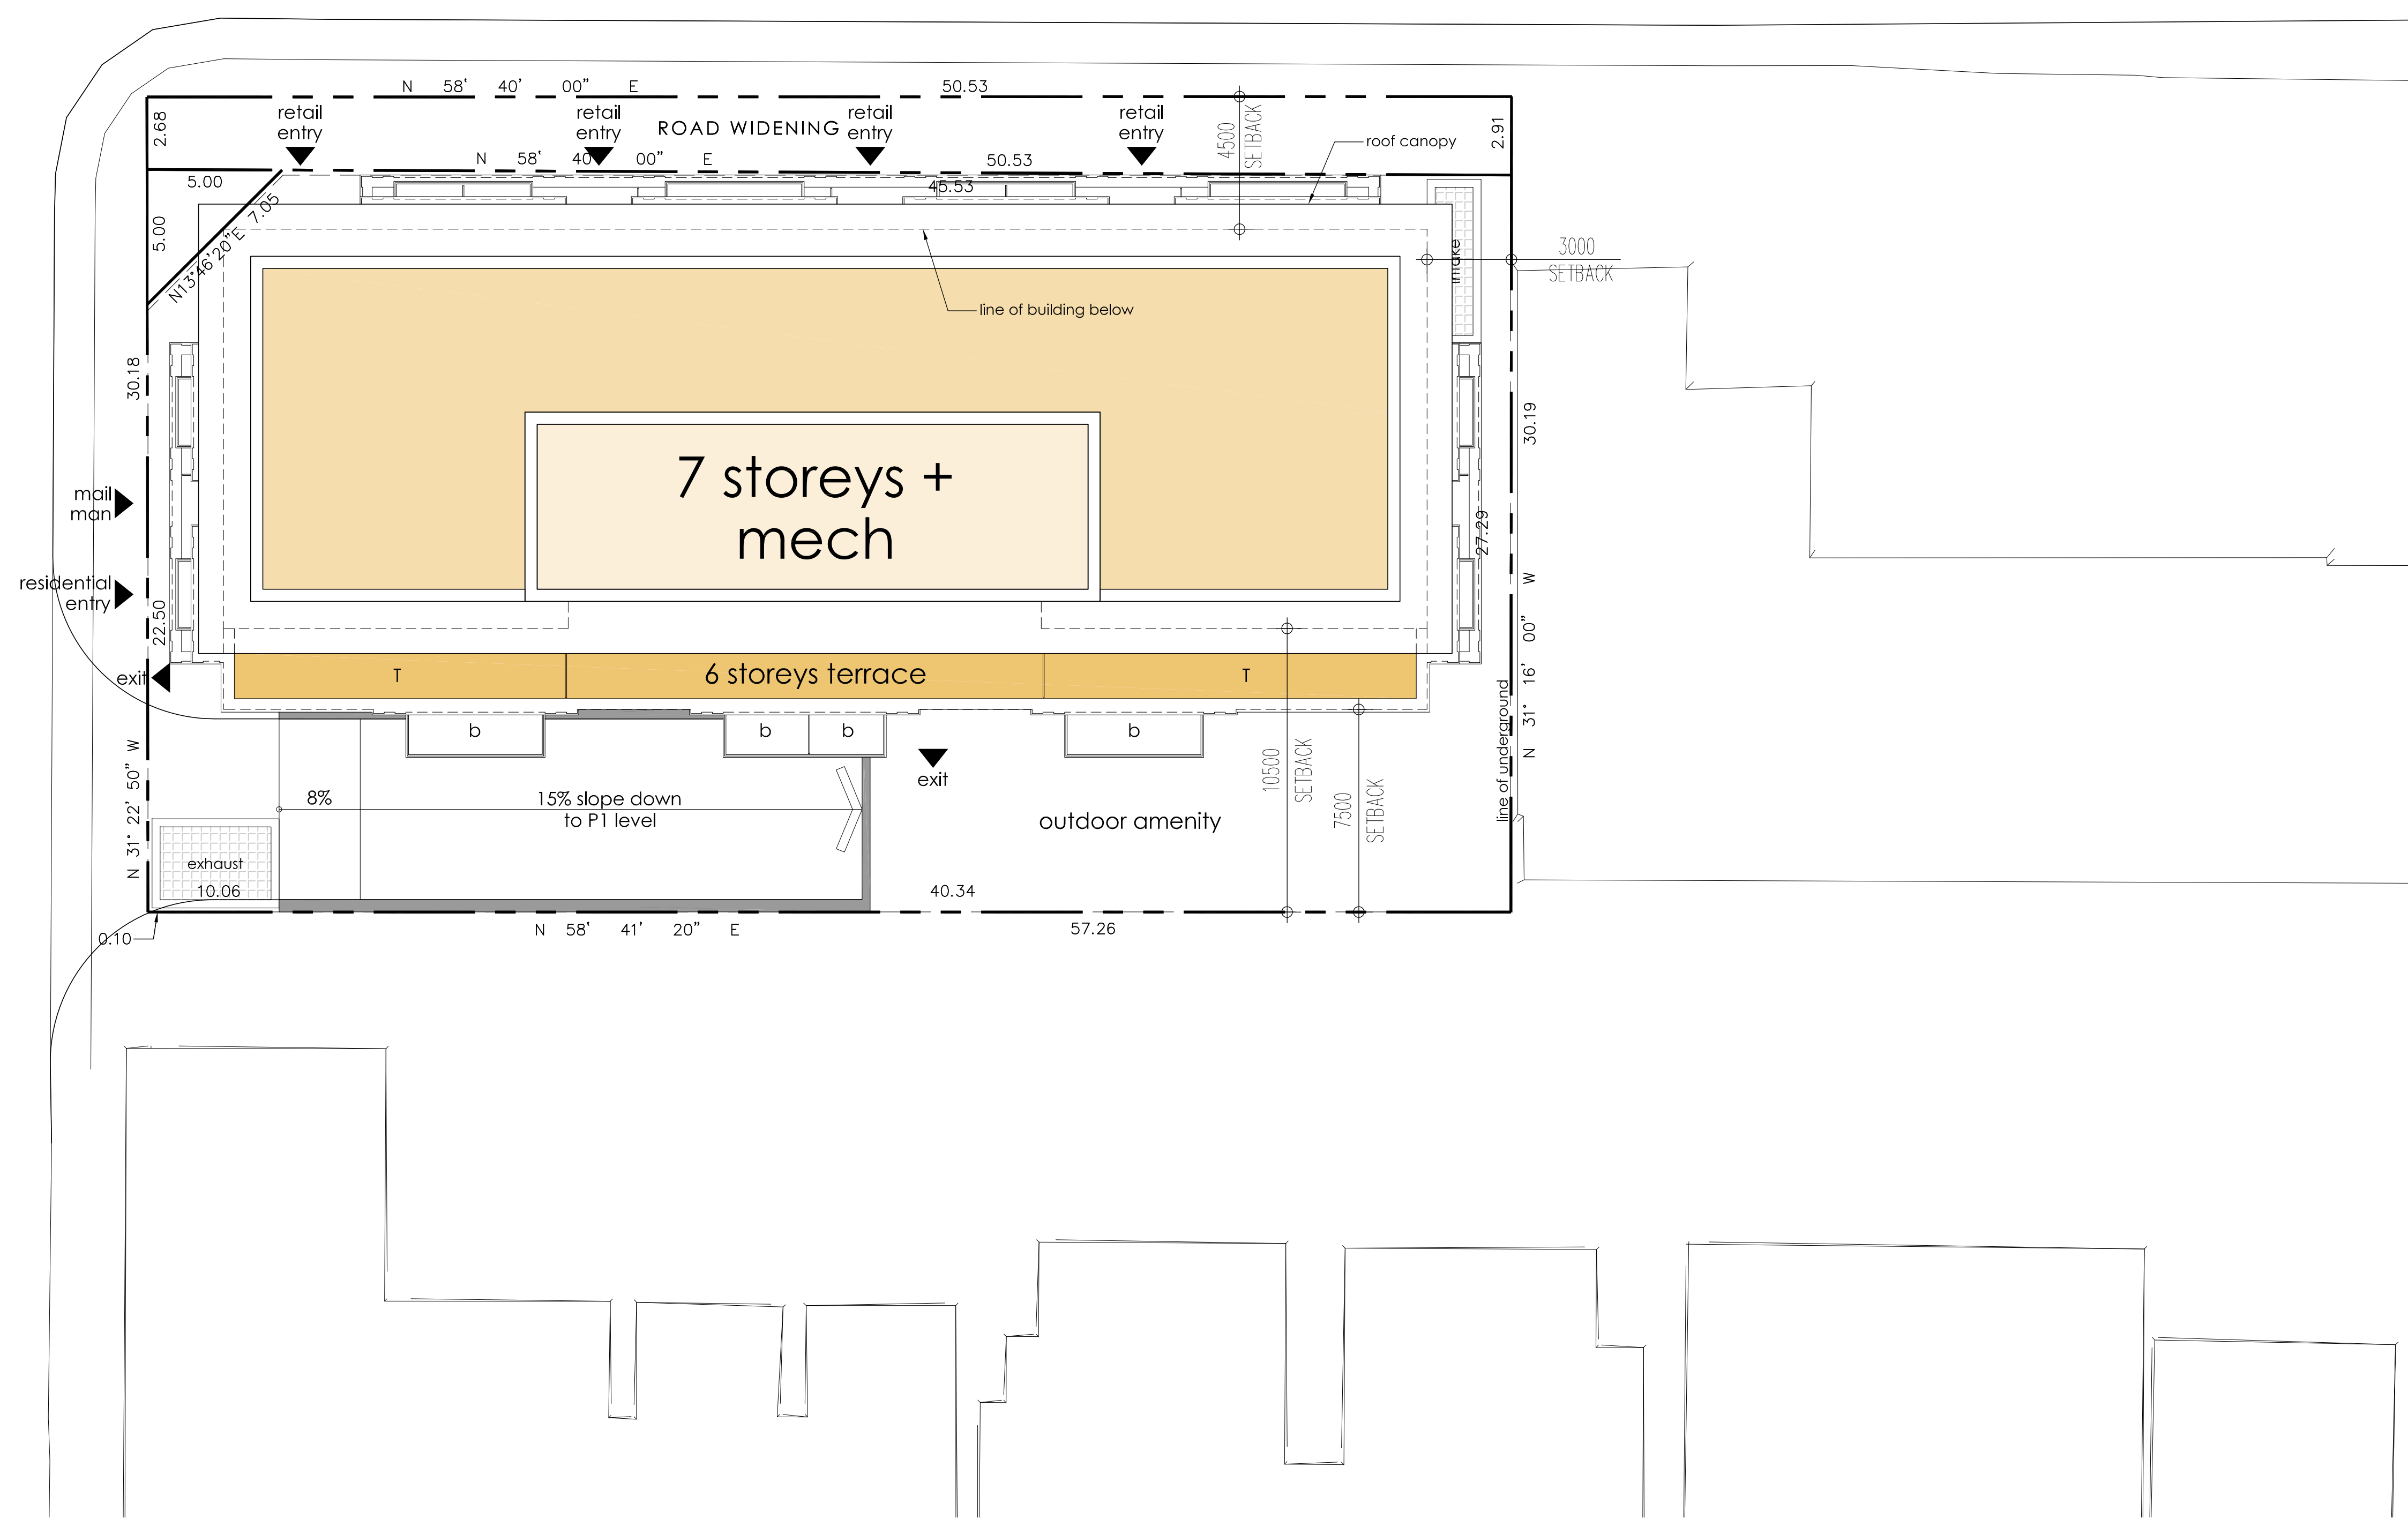 N 58‛ 40’ 00” E
50.53
retail
entry
retail
entry
retail
entry
retail
entry
ROAD WIDENING
2.68
2.91
4500
SETBACK
roof canopy
N 58‛ 40’ 00” E
50.53
5.00
45.53
7.05
5.00
N13°46’20”E
intake
3000
SETBACK
line of building below
30.18
30.19
7 storeys +
mech
mail
man
27.29
residential
entry
22.50
N 31° 16’ 00” W
exit
T
6 storeys terrace
T
b
b
b
b
N 31° 22’ 50” W
exit
10500
SETBACK
7500
SETBACK
line of underground
8%
15% slope down
to P1 level
outdoor amenity
exhaust
10.06
40.34
0.10
N 58‛ 41’ 20” E
57.26